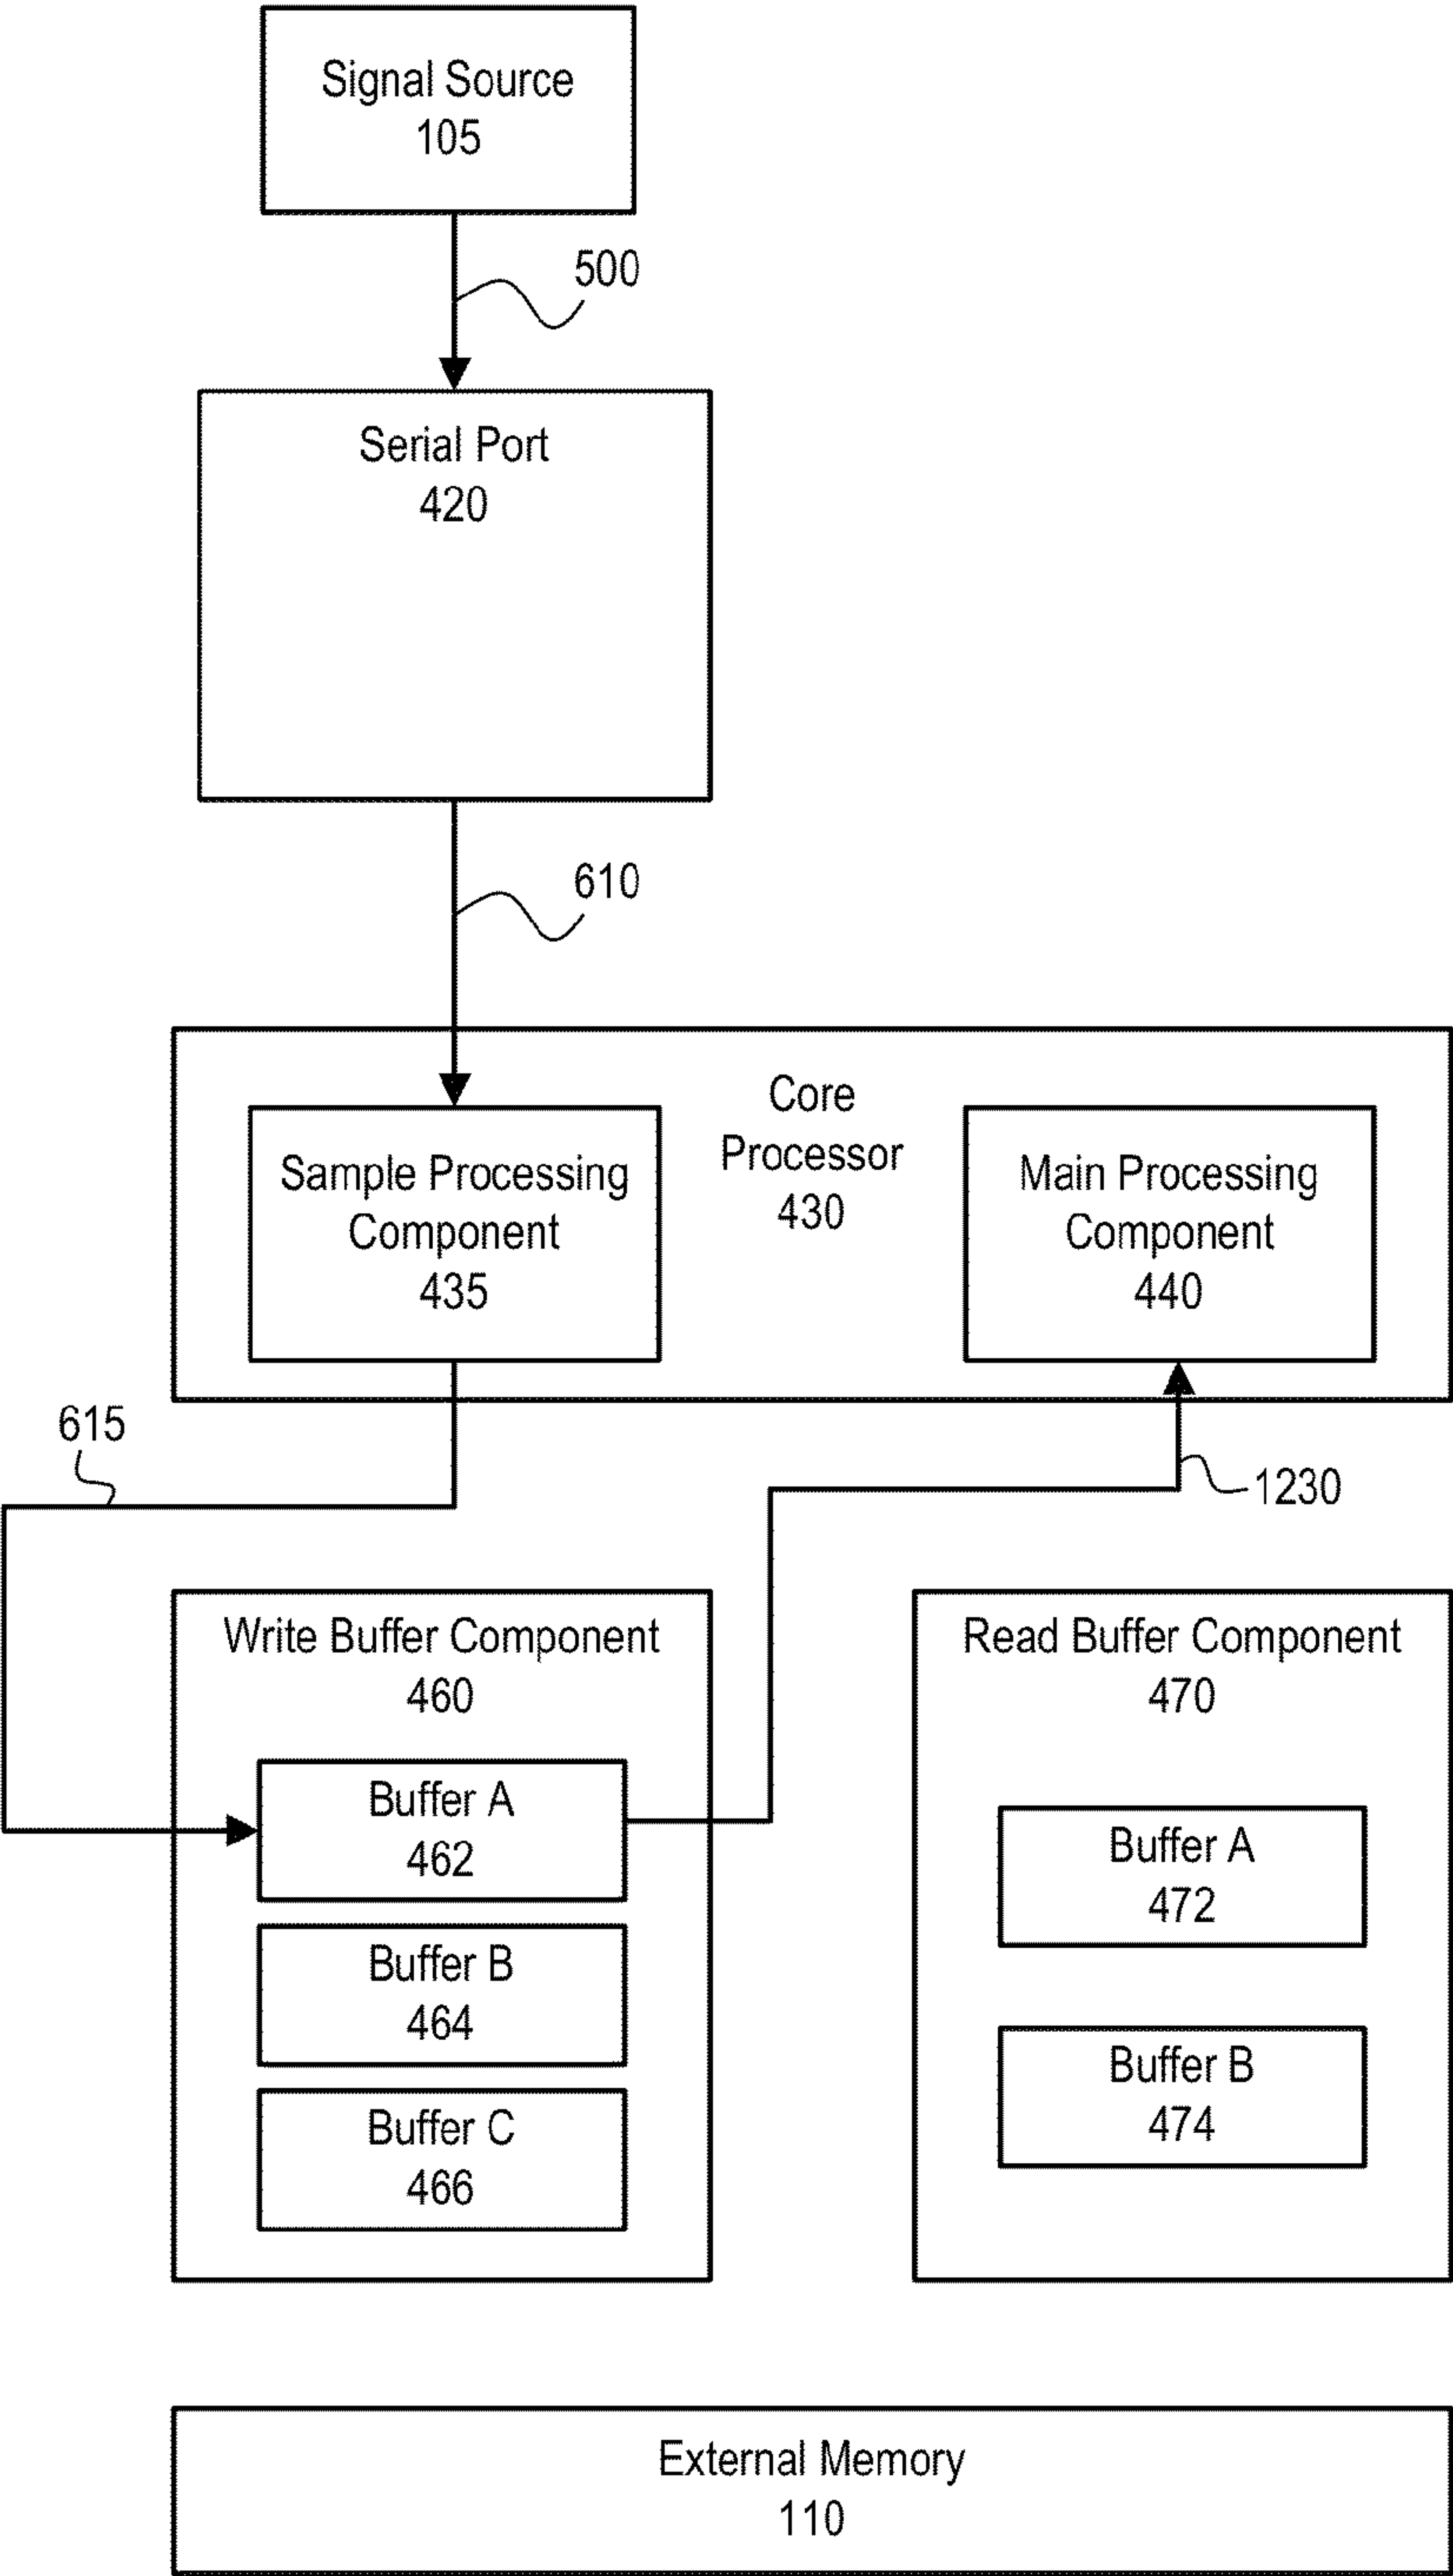 Signal Source
105
500
Serial Port
420
610
Core
Processor
430
Sample Processing
Component
435
Main Processing
Component
440
615
1230
Write Buffer Component
460
Buffer A
462
Buffer B
464
Buffer C
466
Read Buffer Component
470
Buffer A
472
Buffer B
474
External Memory
110